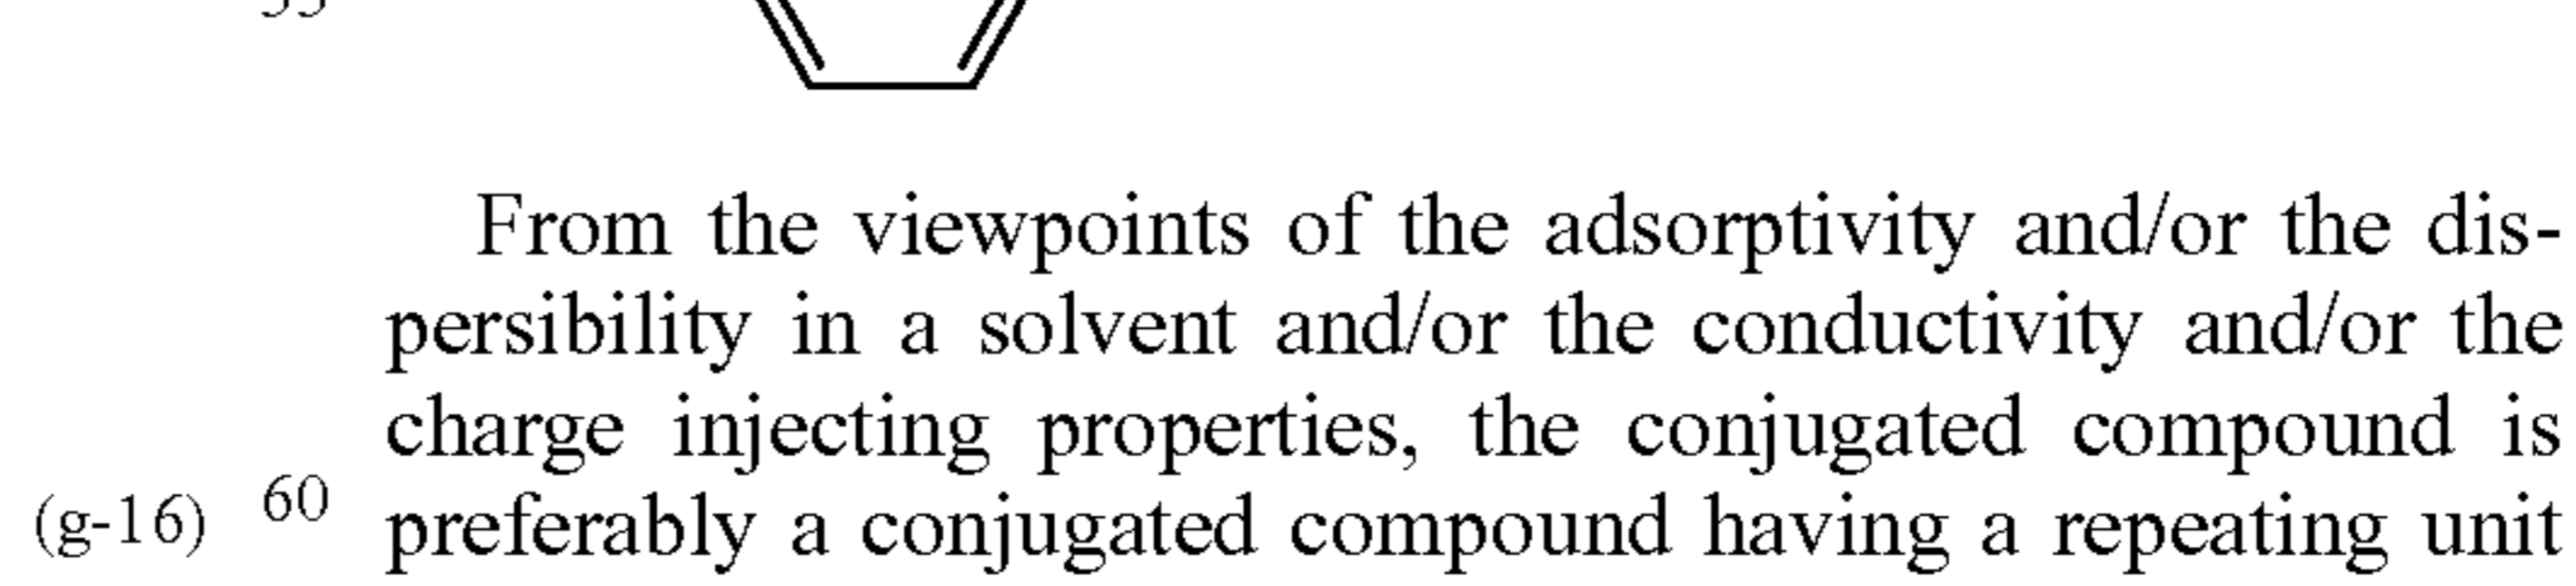 From the viewpoints of the adsorptivity and/or the dis-
persibility in a solvent and/or the conductivity and/or the
charge injecting properties, the conjugated compound is
(g-16) 60 preferably a conjugated compound having a repeating unit